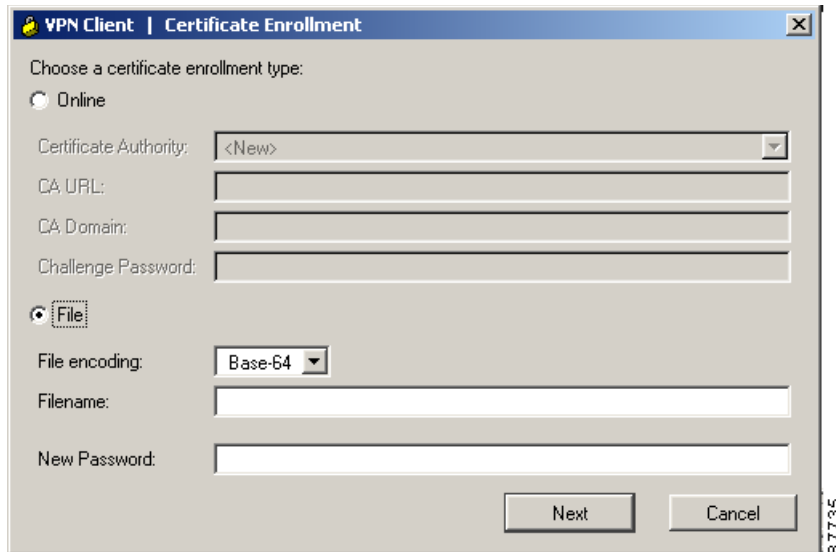 VPN Client | Certificate Enrollment
Choose a certificate enrollment type:
Online
Certificate Authority: <New>
CA URL:
CA Domain:
Challenge Password:
File
File encoding: Base-64
Filename:
New Password:
Next Cancel